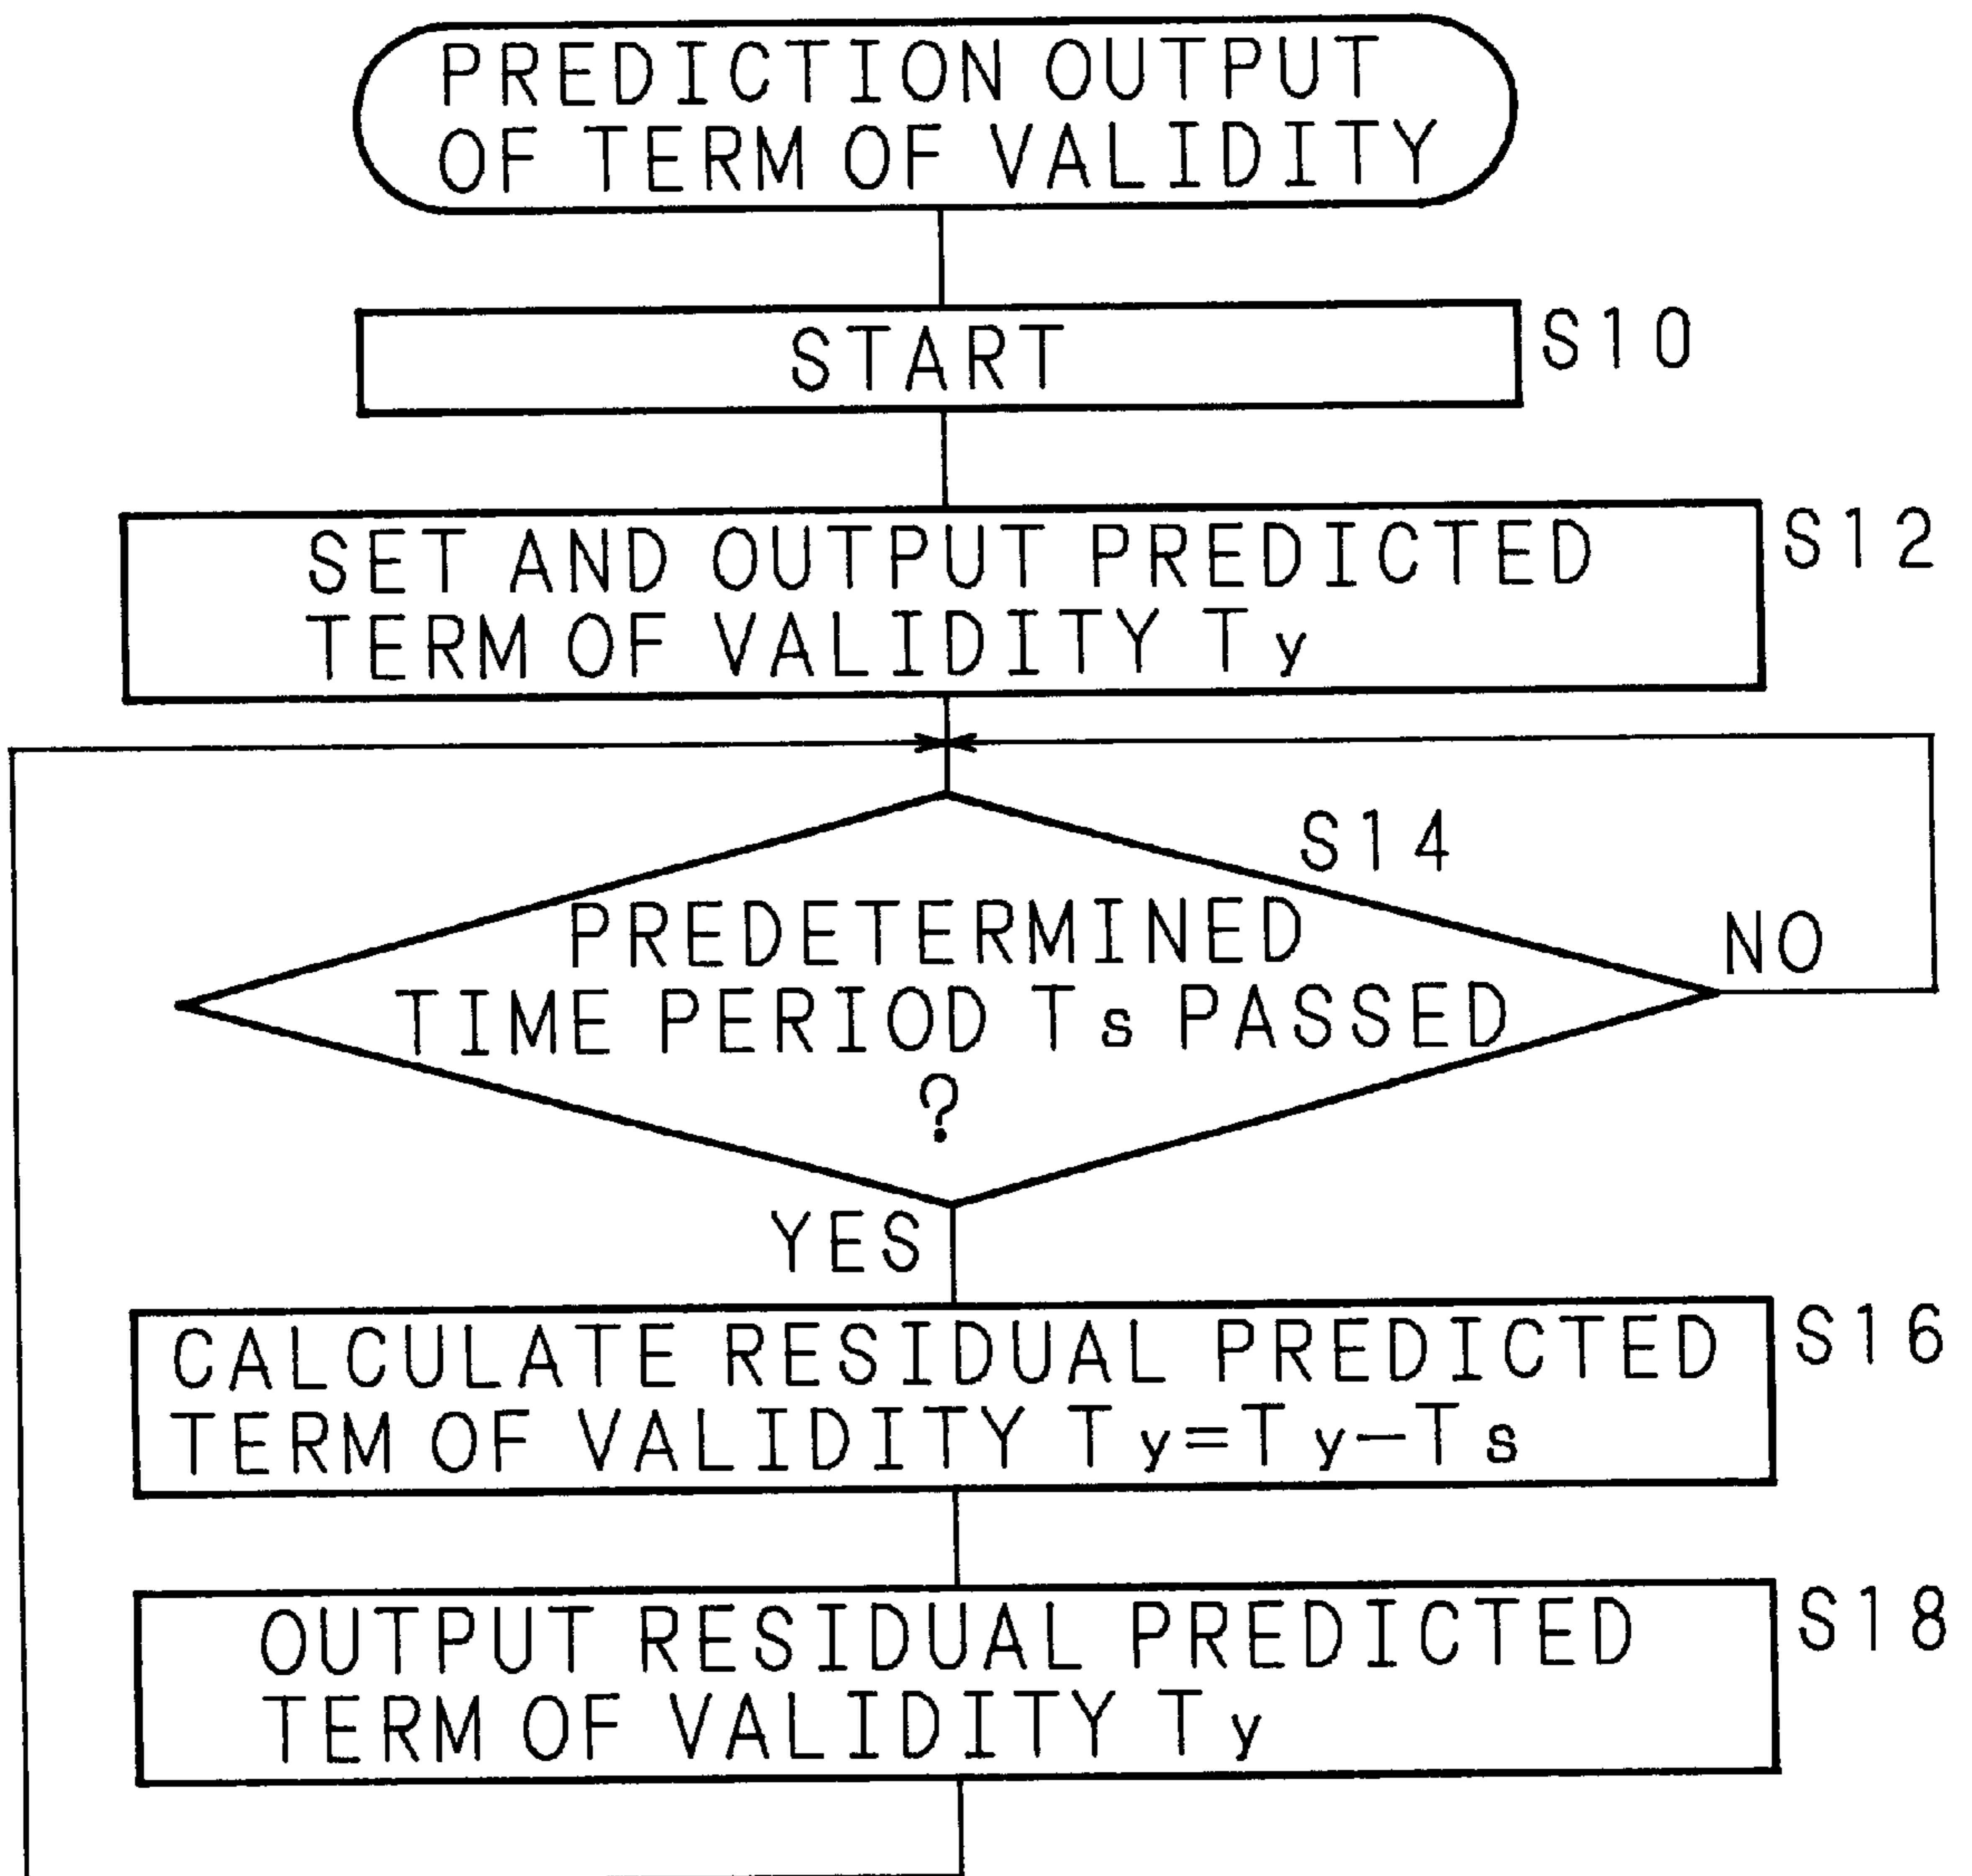 PREDICTION OUTPUT
OF TERM OF VALIDITY
START
S10
SET AND OUTPUT PREDICTED
TERM OF VALIDITY Ty
S12
S14
PREDETERMINED
TIME PERIOD Ts PASSED
?
NO
YES
CALCULATE RESIDUAL PREDICTED
TERM OF VALIDITY Ty=Ty-Ts
S16
OUTPUT RESIDUAL PREDICTED
TERM OF VALIDITY Ty
S18